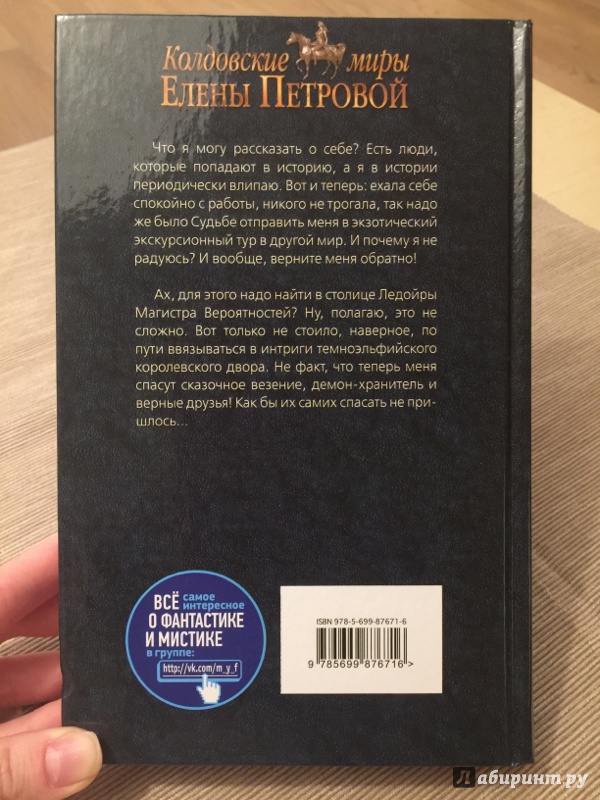 Колдовские миры
Елены Петровой
Что я могу рассказать о себе? Есть люди,
которые попадают в историю, а я в истории
периодически влипаю. Вот и теперь: ехала себе
спокойно с работы, никого не трогала, так надо
же было Судьбе отправить меня в экзотический
экскурсионный тур в другой мир. И почему я не
радуюсь? И вообще, верните меня обратно!
Ах, для этого надо найти в столице Ледойры
Магистра Вероятностей? Ну, полагаю, это не
сложно. Вот только не стоило, наверное, по
пути ввязываться в интриги темноэльфийского
королевского двора. Не факт, что теперь меня
спасут сказочное везение, демон-хранитель и
верные друзья! Как бы их самих спасать не при-
шлось...
ВСЁ самое интересное
О ФАНТАСТИКЕ
И МИСТИКЕ
в группе:
http://vk.com/m_y_f
ISBN 978-5-699-87671-6
9 785699 876716 >
Лабиринт.ру